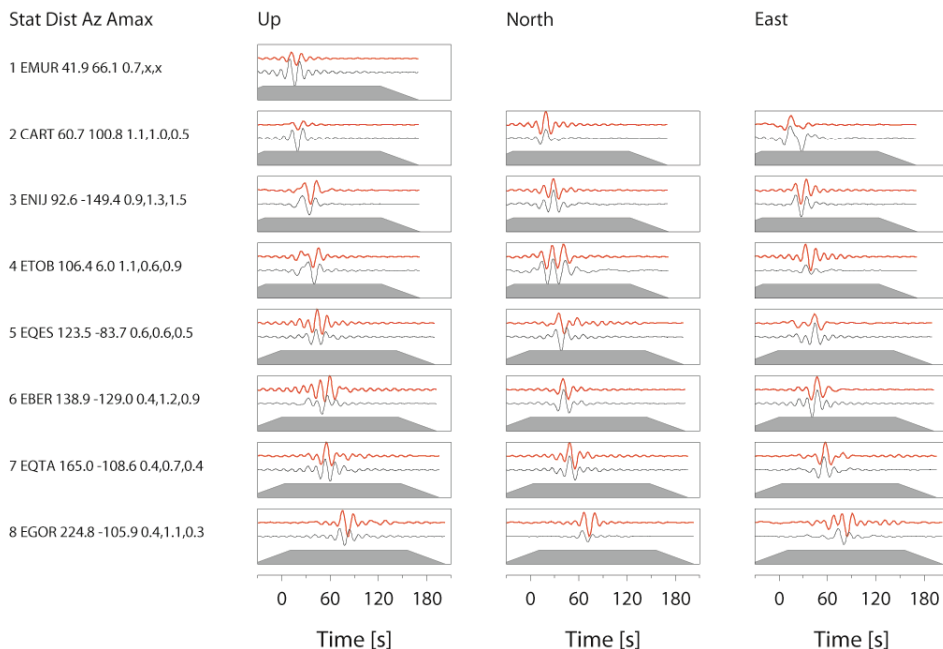 Stat Dist Az Amax Up North East
1 EMUR 41.9 66.1 0.7,x,x
2 CART 60.7 100.8 1.1,1.0,0.5
3 ENIJ 92.6 -149.4 0.9,1.3,1.5
4 ETOB 106.4 6.0 1.1,0.6,0.9
5 EQES 123.5 -83.7 0.6,0.6,0.5
6 EBER 138.9 -129.0 0.4,1.2,0.9
7 EQTA 165.0 -108.6 0.4,0.7,0.4
8 EGOR 224.8 -105.9 0.4,1.1,0.3
0 60 120 180 0 60 120 180 0 60 120 180
Time [s] Time [s] Time [s]